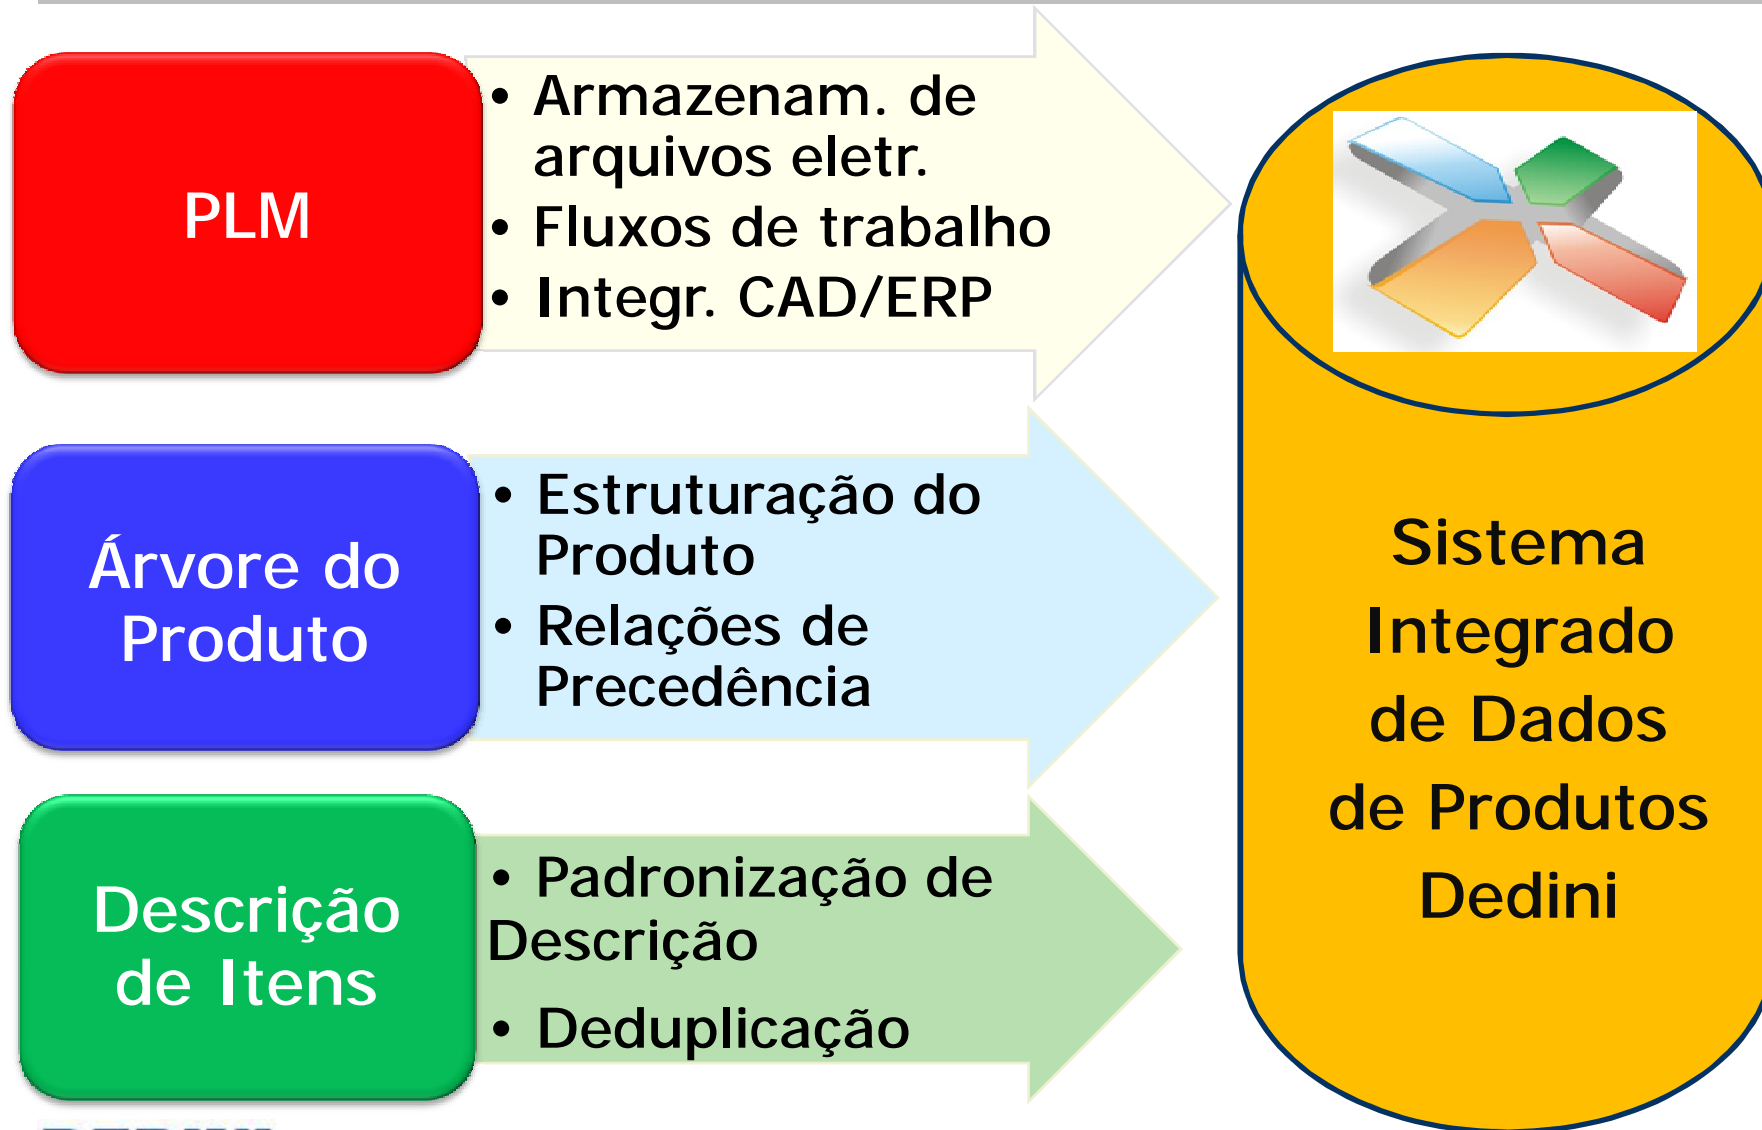 PLM
• Armazenam. de
arquivos eletr.
• Fluxos de trabalho
• Integr. CAD/ERP
Árvore do
Produto
• Estruturação do
Produto
• Relações de
Precedência
Descrição
de Itens
• Padronização de
Descrição
• Deduplicação
Sistema
Integrado
de Dados
de Produtos
Dedini